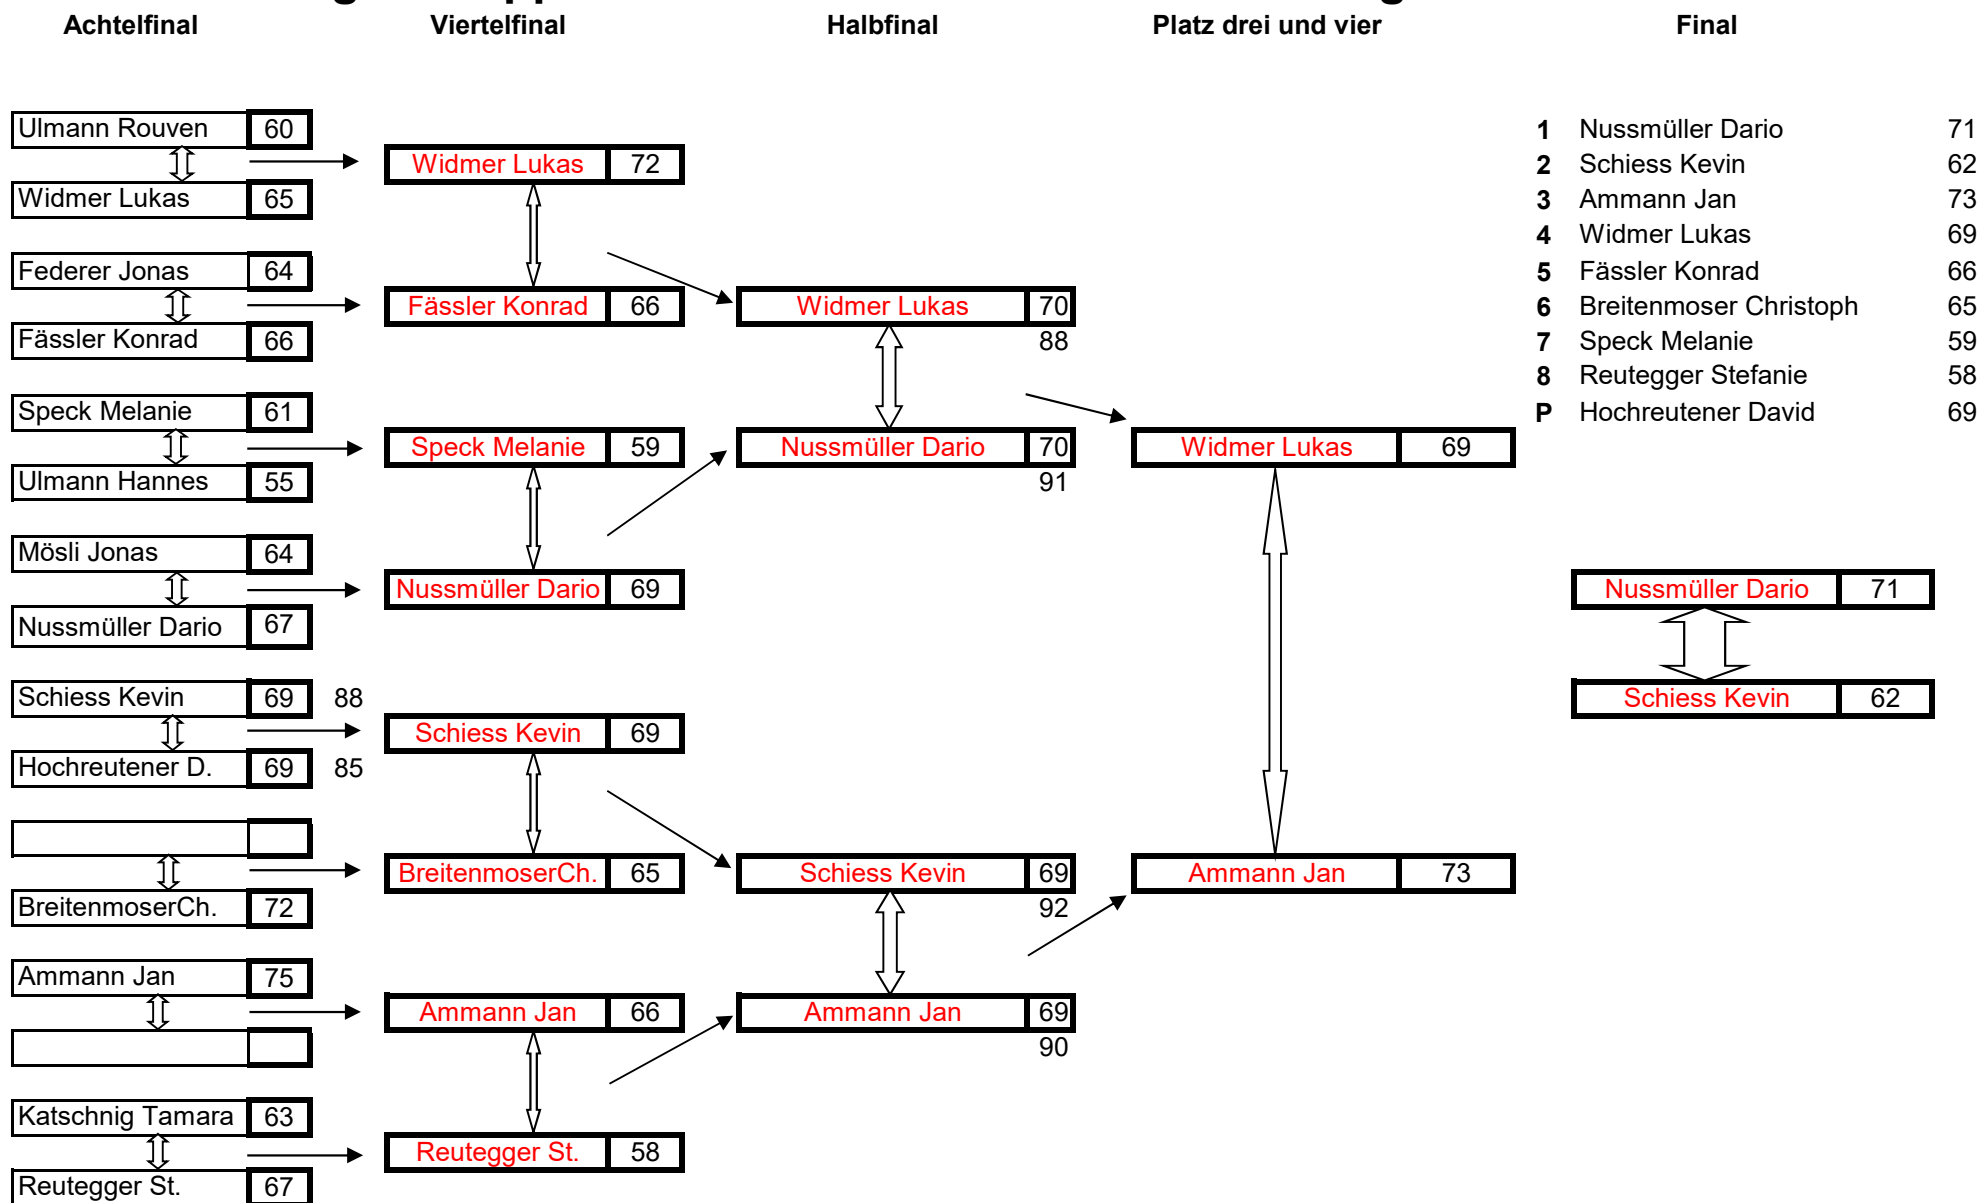 Achtelfinal Viertelfinal Halbfinal Platz drei und vier Final
Ulmann Rouven 60
Widmer Lukas 65
Federer Jonas 64
Fässler Konrad 66
Speck Melanie 61
Ulmann Hannes 55
Mösli Jonas 64
Nussmüller Dario 67
Schiess Kevin 69 88
Hochreutener D. 69 85
BreitenmoserCh. 72
Ammann Jan 75
Katschnig Tamara 63
Reutegger St. 67
Widmer Lukas 72
Fässler Konrad 66
Speck Melanie 59
Nussmüller Dario 69
Schiess Kevin 69
BreitenmoserCh. 65
Ammann Jan 66
Reutegger St. 58
Widmer Lukas 70
88
Nussmüller Dario 70
91
Schiess Kevin 69
92
Ammann Jan 69
90
Widmer Lukas 69
Ammann Jan 73
1 Nussmüller Dario 71
2 Schiess Kevin 62
3 Ammann Jan 73
4 Widmer Lukas 69
5 Fässler Konrad 66
6 Breitenmoser Christoph 65
7 Speck Melanie 59
8 Reutegger Stefanie 58
P Hochreutener David 69
Nussmüller Dario 71
Schiess Kevin 62